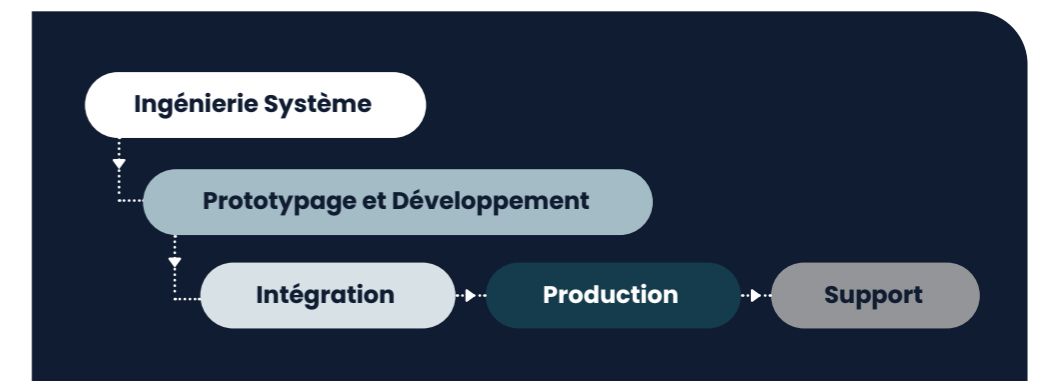 Ingénierie Système
Prototypage et Développement
Intégration
Production
Support